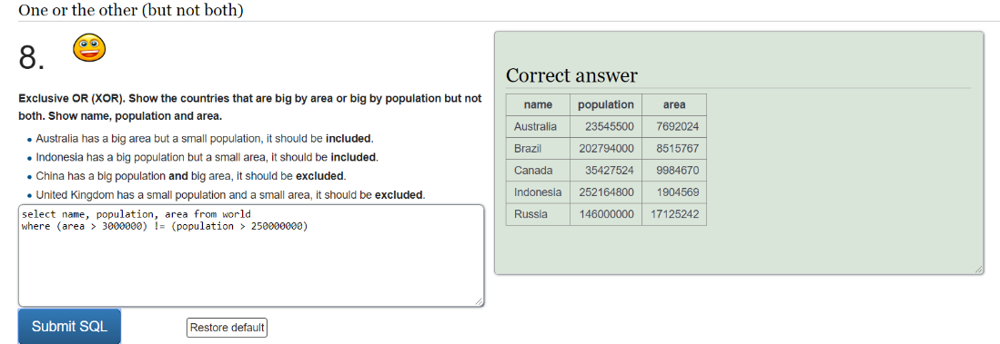 One or the other (but not both)
8.
Exclusive OR (XOR). Show the countries that are big by area or big by population but not
both. Show name, population and area.
Australia has a big area but a small population, it should be included.
Indonesia has a big population but a small area, it should be included.
China has a big population and big area, it should be excluded.
United Kingdom has a small population and a small area, it should be excluded.
select name, population, area from world
where (area > 3000000) != (population > 250000000)
Submit SQL
Restore default
Correct answer
name population area
Australia 23545500 7692024
Brazil 202794000 8515767
Canada 35427524 9984670
Indonesia 252164800 1904569
Russia 146000000 17125242